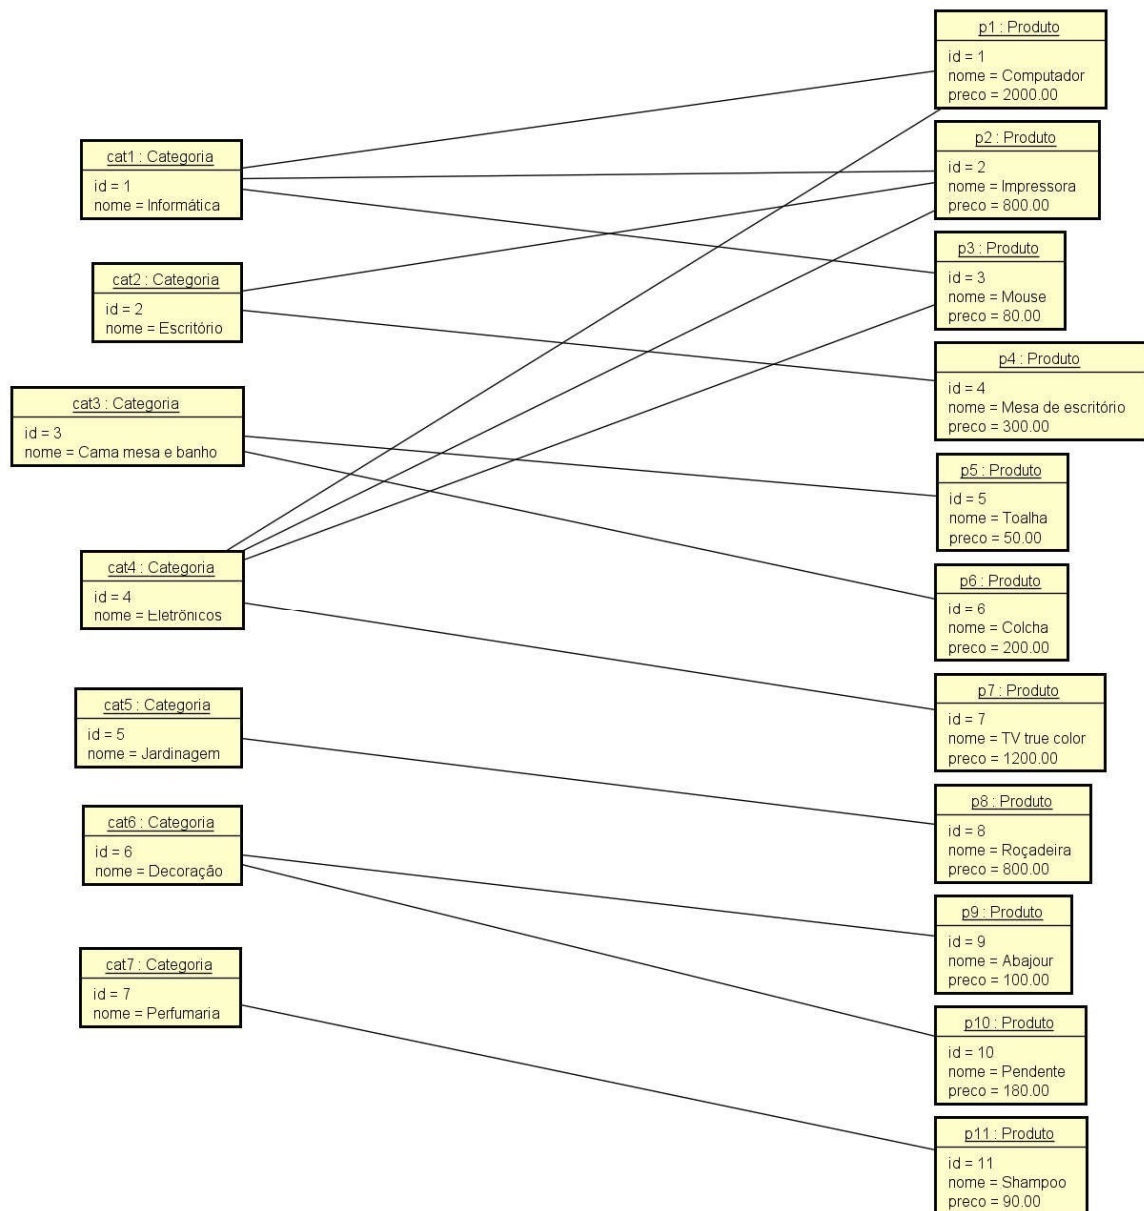 p1 : Produto
id = 1
nome = Computador
preco = 2000.00
cat1 : Categoria
id = 1
nome = Informática
p2 : Produto
id = 2
nome = Impressora
preco = 800.00
cat2 : Categoria
id = 2
nome = Escritório
p3 : Produto
id = 3
nome = Mouse
preco = 80.00
cat3 : Categoria
id = 3
nome = Cama mesa e banho
p4 : Produto
id = 4
nome = Mesa de escritório
preco = 300.00
p5 : Produto
id = 5
nome = Toalha
preco = 50.00
cat4 : Categoria
id = 4
nome = Eletrônicos
p6 : Produto
id = 6
nome = Colcha
preco = 200.00
cat5 : Categoria
id = 5
nome = Jardinagem
p7 : Produto
id = 7
nome = TV true color
preco = 1200.00
cat6 : Categoria
id = 6
nome = Decoração
p8 : Produto
id = 8
nome = Roçadeira
preco = 800.00
p9 : Produto
id = 9
nome = Abajour
preco = 100.00
cat7 : Categoria
id = 7
nome = Perfumaria
p10 : Produto
id = 10
nome = Pendente
preco = 180.00
p11 : Produto
id = 11
nome = Shampoo
preco = 90.00